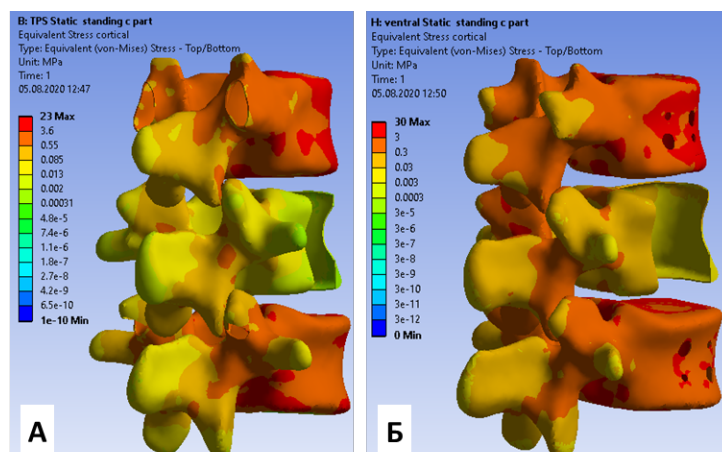 B: TPS Static standing c part
Equivalent Stress cortical
Type: Equivalent (von-Mises) Stress - Top/Bottom
Unit: MPa
Time: 1
05.08.2020 12:47
23 Max
3.6
0.55
0.085
0.013
0.002
0.00031
4.8e-5
7.4e-6
1.1e-6
1.8e-7
2.7e-8
4.2e-9
6.5e-10
1e-10 Min
А
H: ventral Static standing c part
Equivalent Stress cortical
Type: Equivalent (von-Mises) Stress - Top/Bottom
Unit: MPa
Time: 1
05.08.2020 12:50
30 Max
3
0.3
0.03
0.003
0.0003
3e-5
3e-6
3e-7
3e-8
3e-9
3e-10
3e-11
3e-12
0 Min
Б